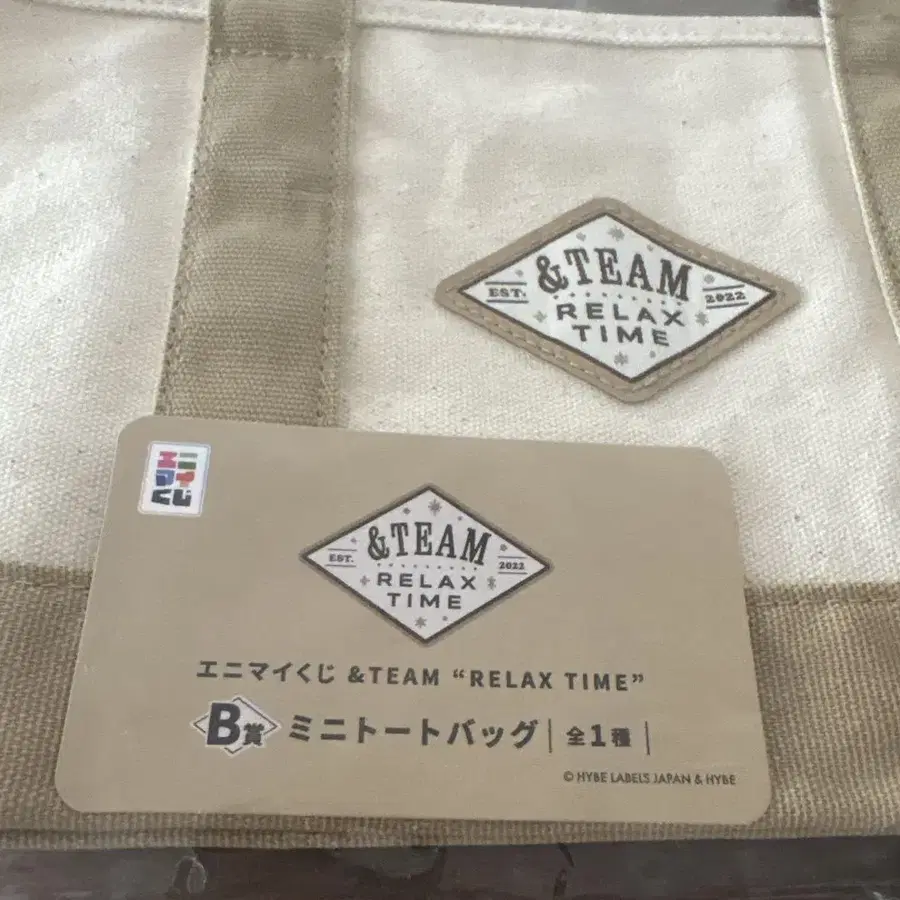 &TEAM
EST. 2022
RELAX
TIME
エニマイくじ
&TEAM
EST. 2022
RELAX
TIME
エニマイくじ &TEAM “RELAX TIME”
B賞 ミニトートバッグ|全1種|
© HYBE LABELS JAPAN & HYBE